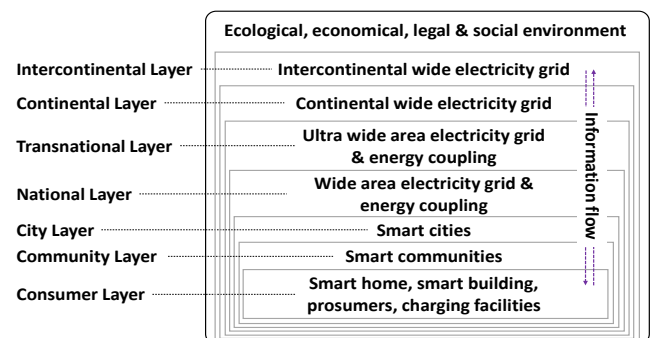 Ecological, economical, legal & social environment
Intercontinental Layer
Intercontinental wide electricity grid
Continental Layer
Continental wide electricity grid
Transnational Layer
Ultra wide area electricity grid
& energy coupling
National Layer
Wide area electricity grid &
energy coupling
City Layer
Smart cities
Community Layer
Smart communities
Consumer Layer
Smart home, smart building,
prosumers, charging facilities
Information flow